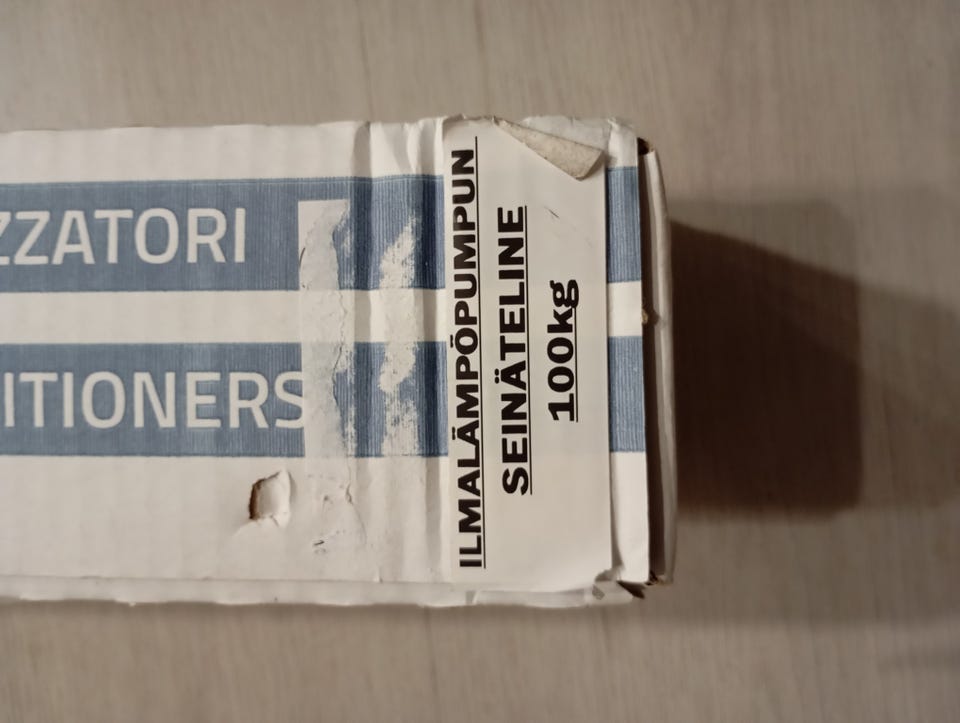 ZZATORI
ITIONERS
ILMALÄMPÖPUMPUN
SEINÄTELINE
100kg